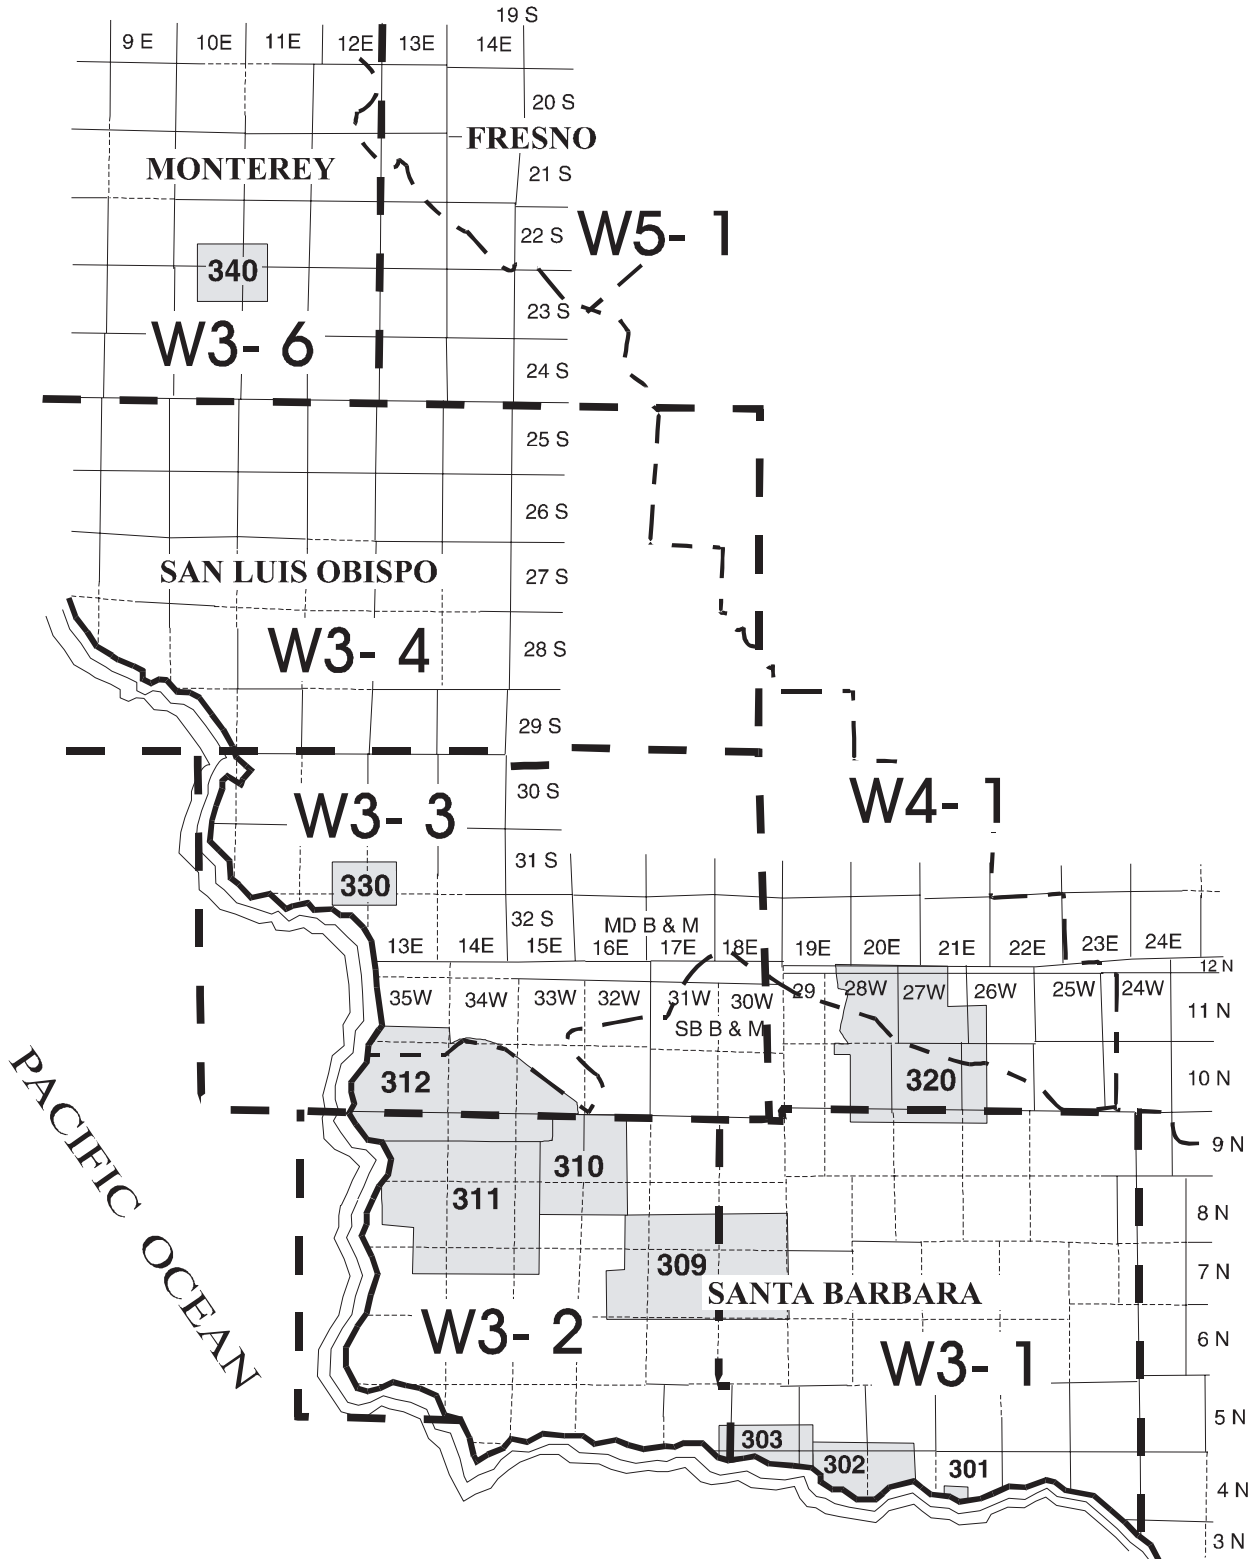 19 S
9 E 10E 11E 12E 13E 14E
20 S
FRESNO
MONTEREY
21 S
W5- 1
22 S
340
23 S
W3- 6
24 S
25 S
26 S
SAN LUIS OBISPO
27 S
W3- 4
28 S
29 S
30 S
W4- 1
W3- 3
31 S
330
32 S
MD B & M
13E 14E 15E 16E 17E 18E 19E 20E 21E 22E 23E 24E
12 N
35W 34W 33W 32W 31W 30W 29 28W 27W 26W 25W 24W
11 N
SB B & M
312
320
10 N
PACIFIC OCEAN
9 N
310
311
8 N
309
7 N
SANTA BARBARA
W3- 2
6 N
W3- 1
5 N
303
302
301
4 N
3 N